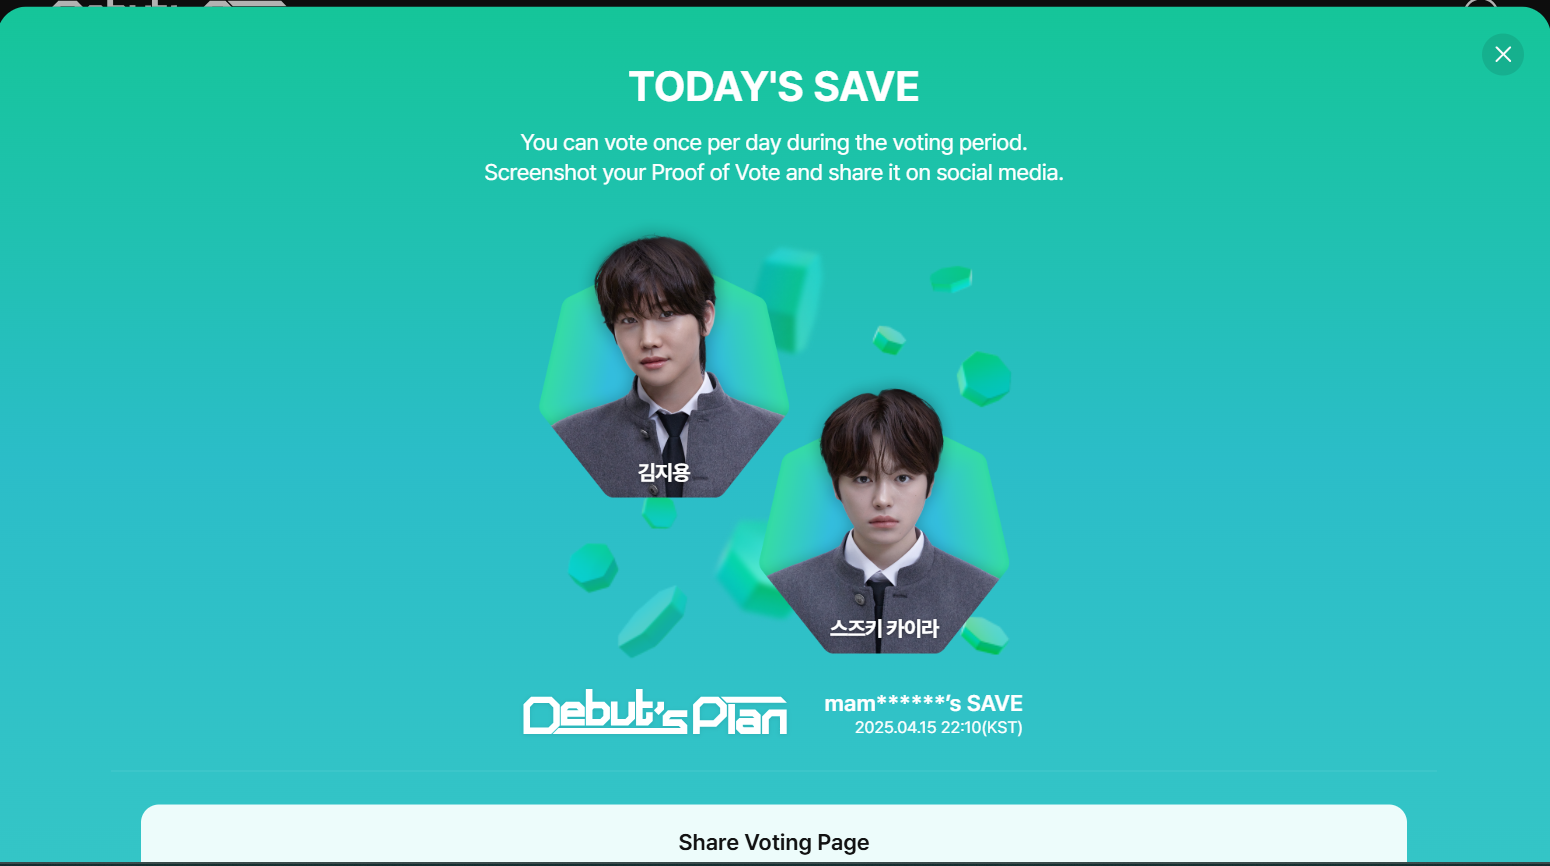 TODAY'S SAVE
You can vote once per day during the voting period.
Screenshot your Proof of Vote and share it on social media.
김지용
스즈키 카이라
Debut's Plan
mam******'s SAVE
2025.04.15 22:10(KST)
Share Voting Page